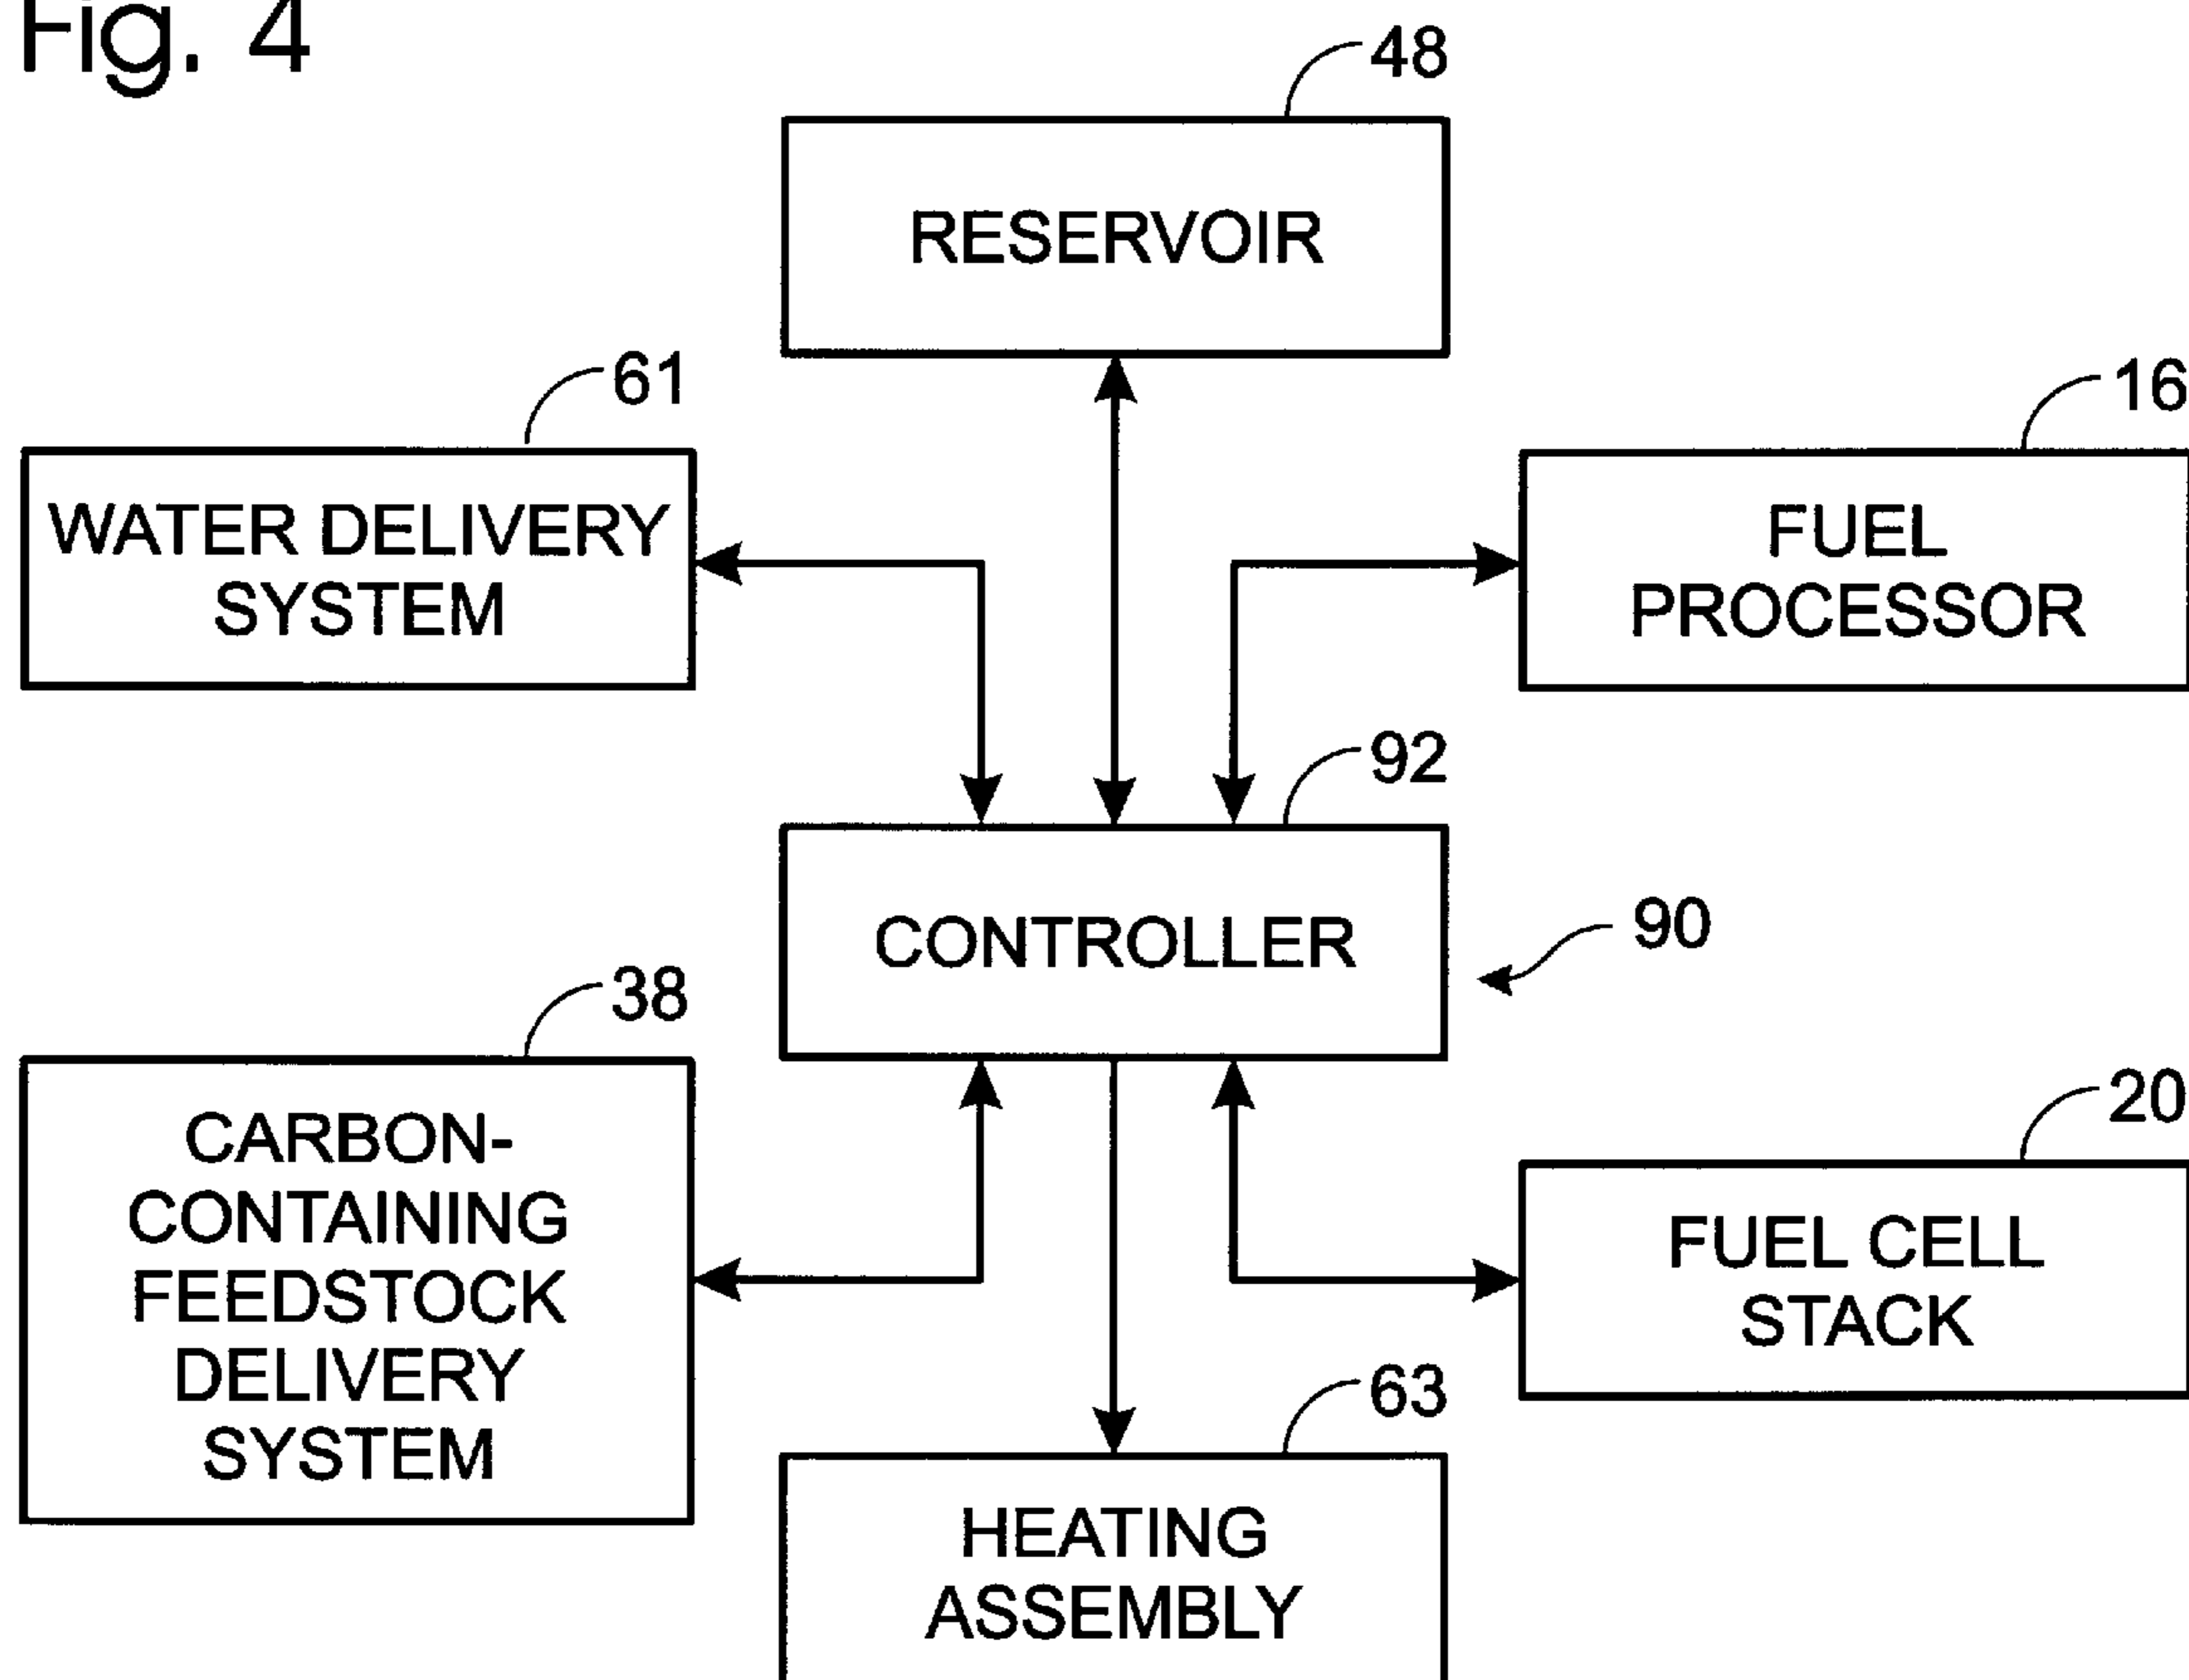 Fig. 4
48
RESERVOIR
61
WATER DELIVERY
SYSTEM
16
FUEL
PROCESSOR
92
CONTROLLER
90
38
CARBON-
CONTAINING
FEEDSTOCK
DELIVERY
SYSTEM
20
FUEL CELL
STACK
63
HEATING
ASSEMBLY